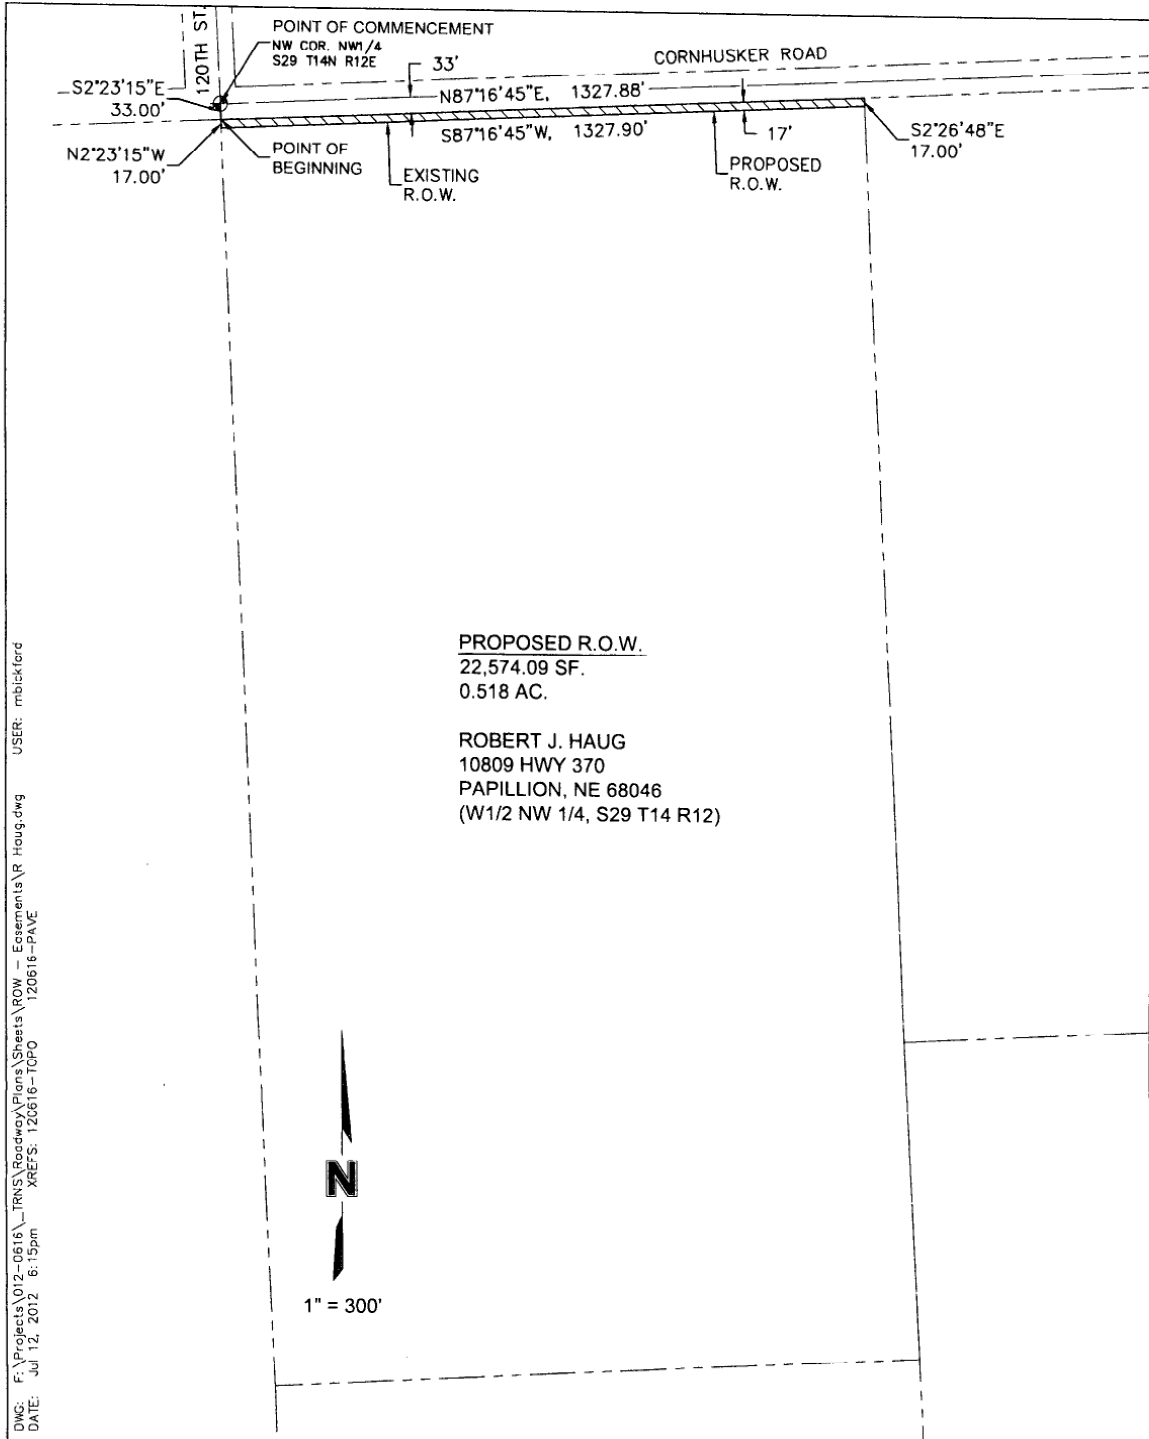 120TH ST.
POINT OF COMMENCEMENT
NW COR. NW1/4
S29 T14N R12E
33'
CORNHUSKER ROAD
S2°23'15"E
33.00'
N87°16'45"E, 1327.88'
S87°16'45"W, 1327.90'
17'
S2°26'48"E
17.00'
N2°23'15"W
17.00'
POINT OF
BEGINNING
EXISTING
R.O.W.
PROPOSED
R.O.W.
PROPOSED R.O.W.
22,574.09 SF.
0.518 AC.
ROBERT J. HAUG
10809 HWY 370
PAPILLION, NE 68046
(W1/2 NW 1/4, S29 T14 R12)
N
1" = 300'
DWG: F:\Projects\012-0616\_TRNS\Roadway\Plans\Sheets\ROW - Easements\R Haug.dwg USER: mbickford
DATE: Jul 12, 2012 6:15pm XREFS: 120616-TOPO 120616-PAVE